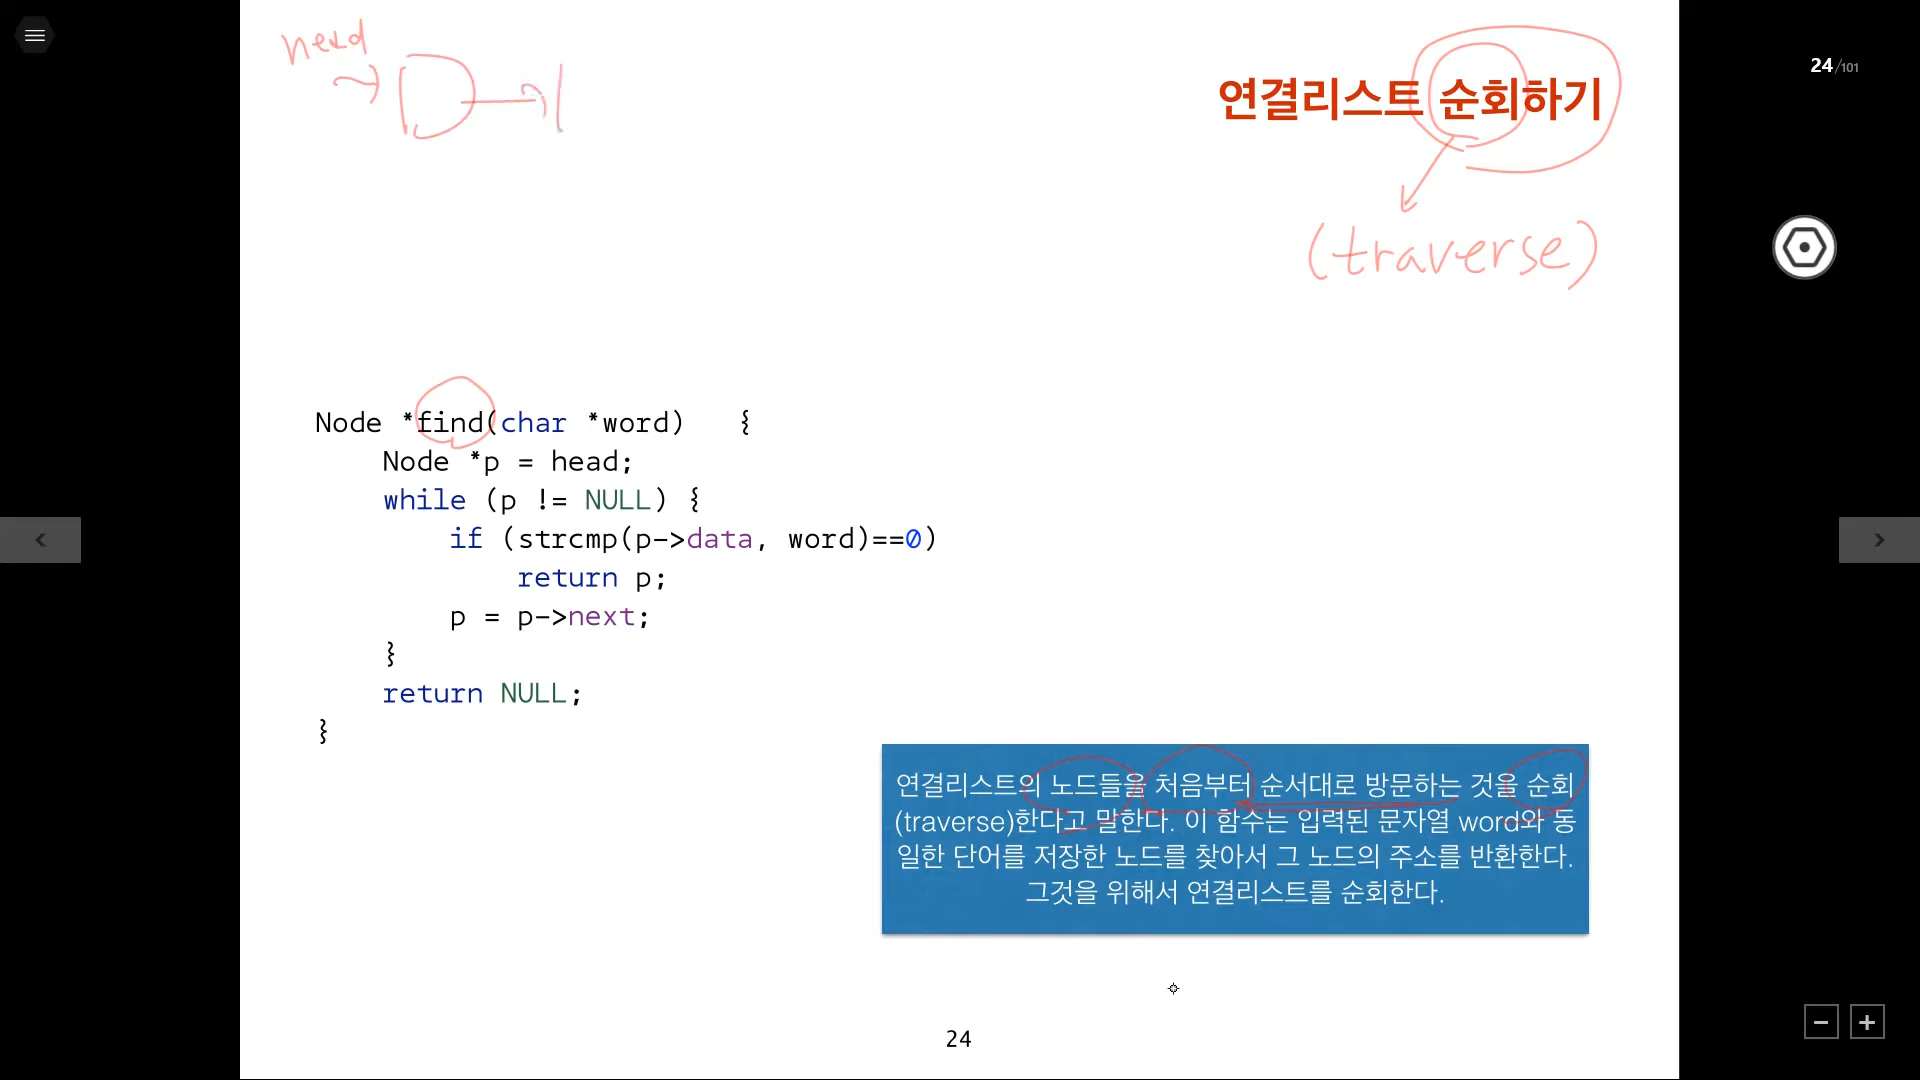 head
24/101
연결리스트 순회하기
(traverse)
Node *find(char *word) {
Node *p = head;
while (p != NULL) {
if (strcmp(p->data, word)==0)
return p;
p = p->next;
}
return NULL;
}
연결리스트의 노드들을 처음부터 순서대로 방문하는 것을 순회
(traverse)한다고 말한다. 이 함수는 입력된 문자열 word와 동
일한 단어를 저장한 노드를 찾아서 그 노드의 주소를 반환한다.
그것을 위해서 연결리스트를 순회한다.
24